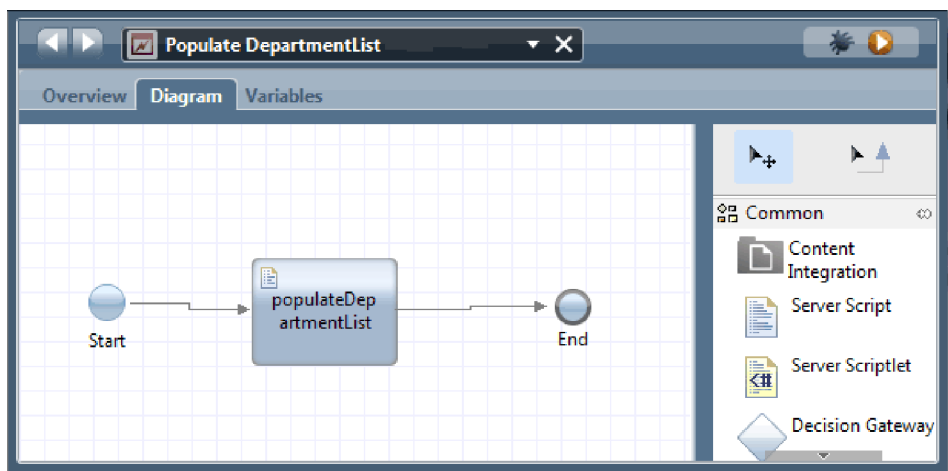 Populate DepartmentList
Overview
Diagram
Variables
Common
Content
Integration
Server Script
<#
Server Scriptlet
Decision Gateway
Start
populateDep
artmentList
End